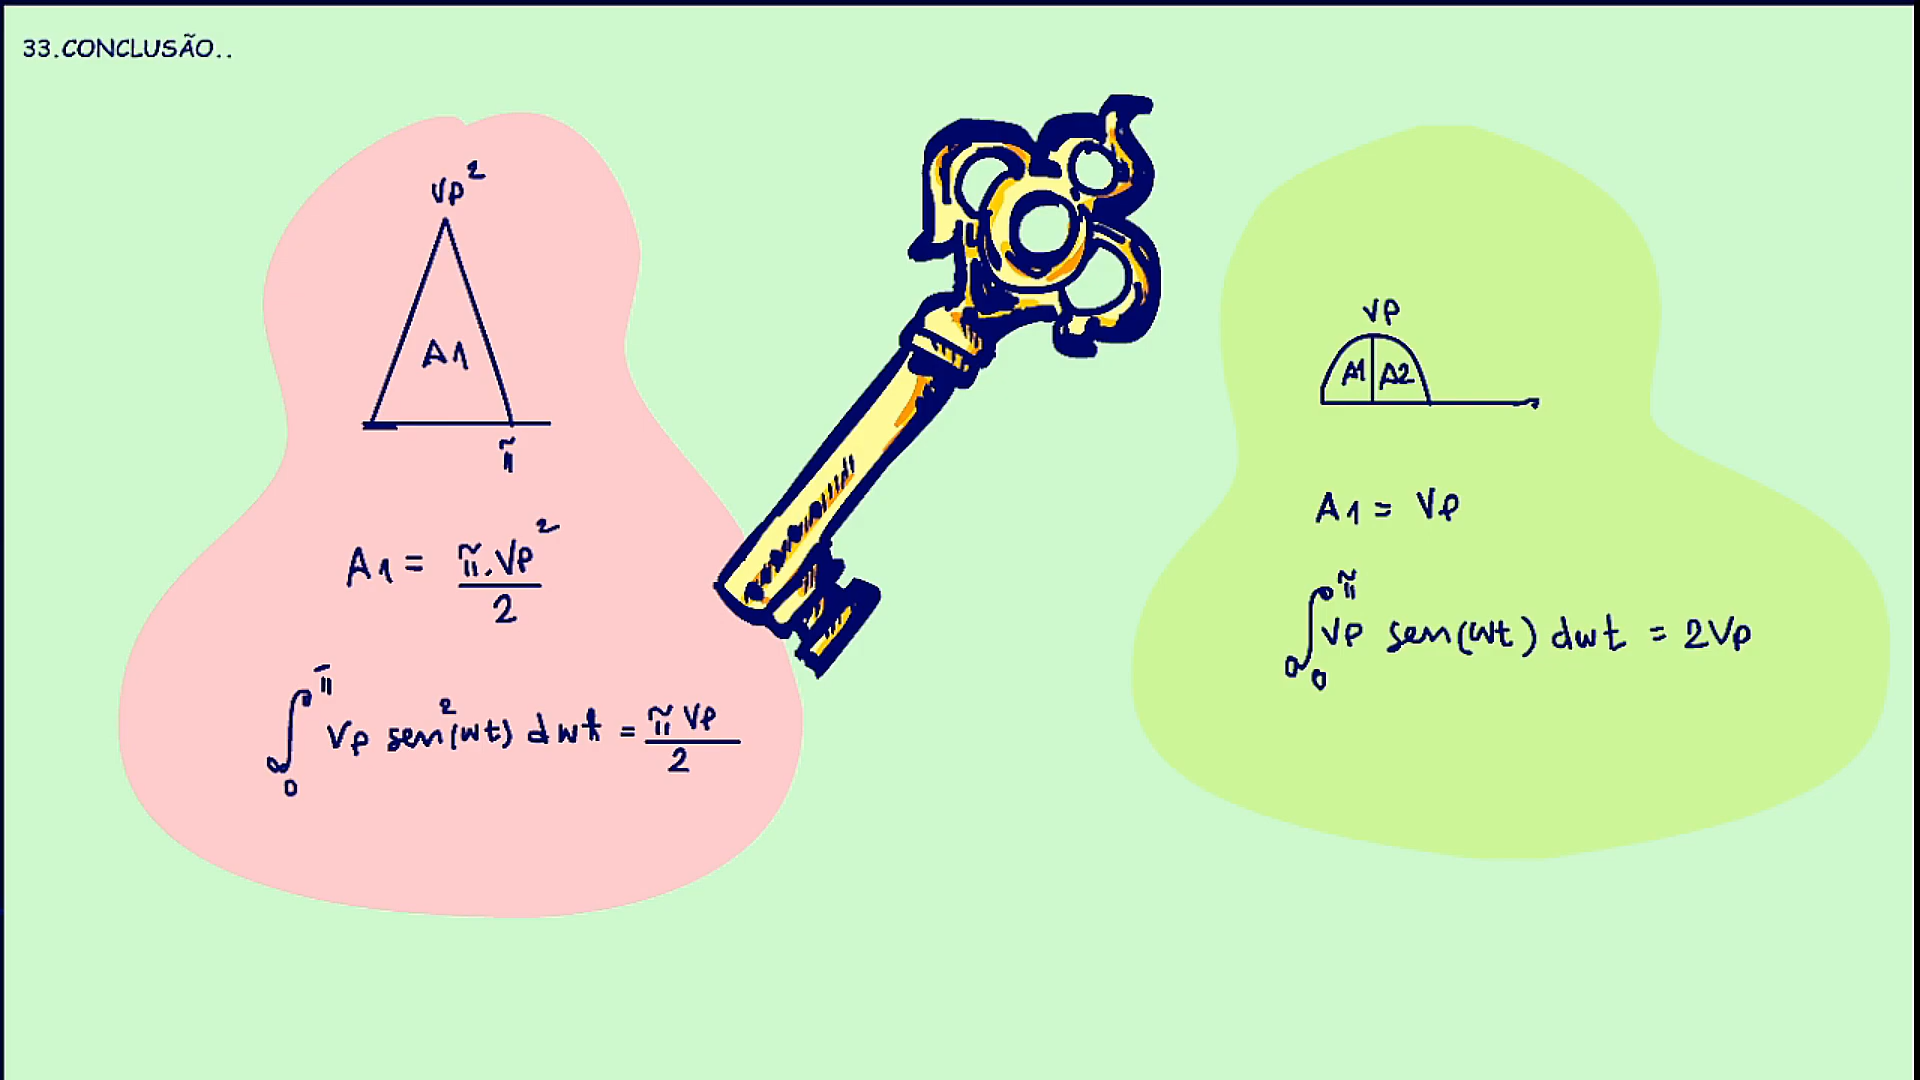 33.CONCLUSÃO..
Vp²
A1
π
A1 = π.Vp²
2
∫₀^π Vp sen²(wt) dwt = π Vp
2
Vp
A1 A2
A1 = Vp
∫₀^π Vp sen(wt) dwt = 2Vp